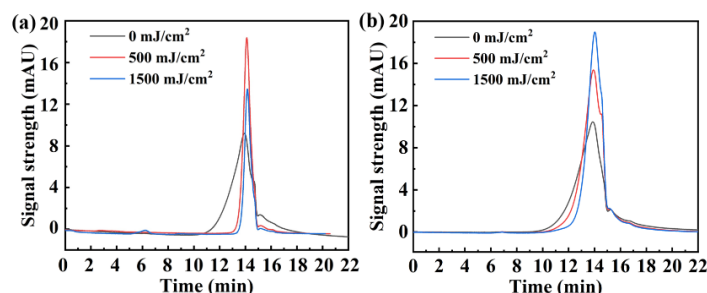 (a)
Signal strength (mAU)
20
16
12
8
4
0
0 mJ/cm²
500 mJ/cm²
1500 mJ/cm²
0 2 4 6 8 10 12 14 16 18 20 22
Time (min)
(b)
Signal strength (mAU)
20
16
12
8
4
0
0 mJ/cm²
500 mJ/cm²
1500 mJ/cm²
0 2 4 6 8 10 12 14 16 18 20 22
Time (min)